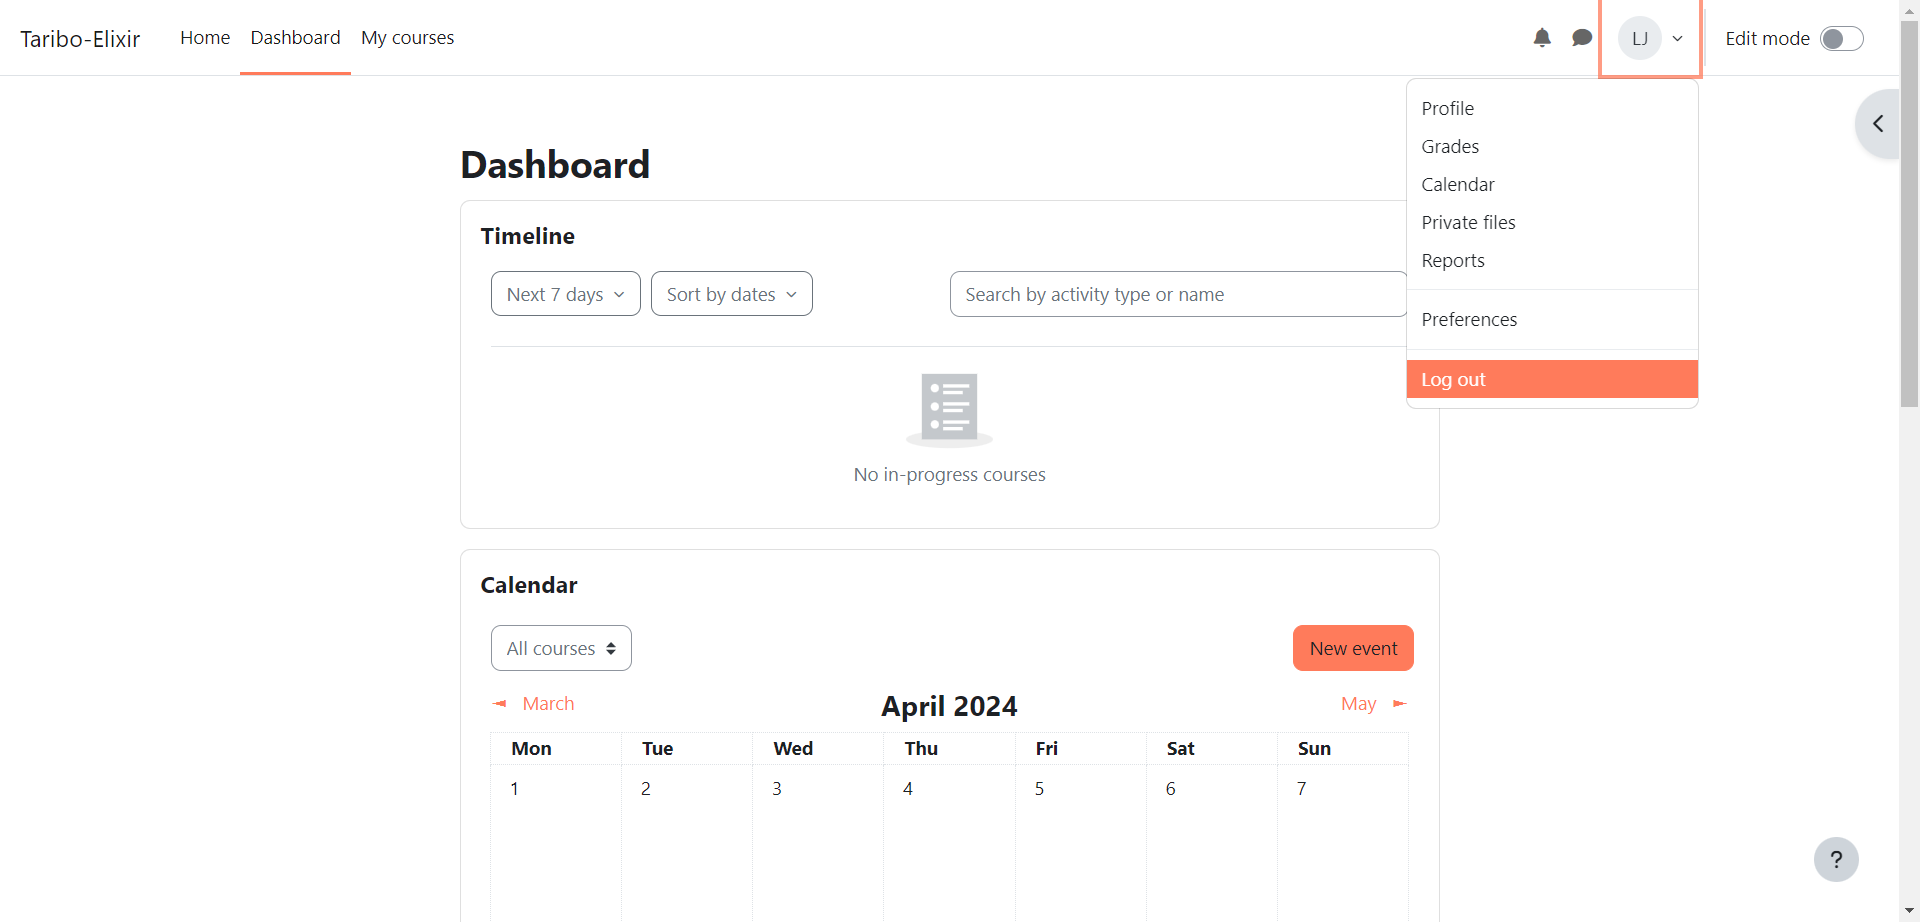 Taribo-Elixir Home Dashboard My courses LJ Edit mode
Profile
Grades
Calendar
Private files
Reports
Preferences
Log out
Dashboard
Timeline
Next 7 days Sort by dates Search by activity type or name
No in-progress courses
Calendar
All courses New event
◄ March April 2024 May ►
Mon Tue Wed Thu Fri Sat Sun
1 2 3 4 5 6 7
?